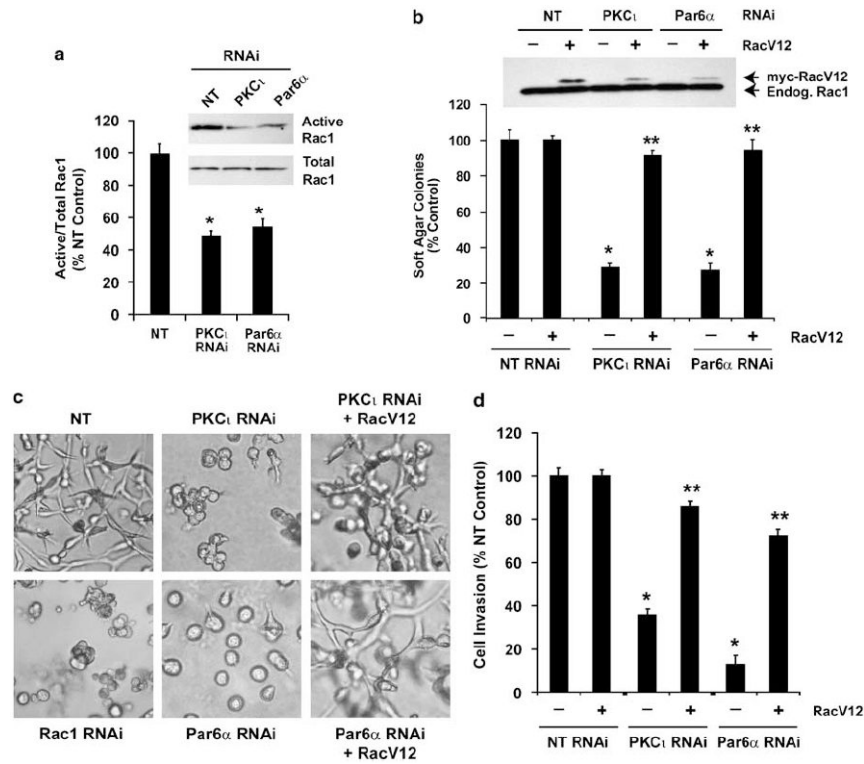 a
RNAi
NT PKCι Par6α
Active
Rac1
Total
Rac1
Active/Total Rac1
(% NT Control)
120
100
80
60
40
20
0
*
*
NT
PKCι
RNAi
Par6α
RNAi
b
NT PKCι Par6α RNAi
− + − + − + RacV12
myc-RacV12
Endog. Rac1
Soft Agar Colonies
(% Control)
120
100
80
60
40
20
0
*
**
*
**
− + − + − + RacV12
NT RNAi PKCι RNAi Par6α RNAi
c
NT
PKCι RNAi
PKCι RNAi
+ RacV12
Rac1 RNAi
Par6α RNAi
Par6α RNAi
+ RacV12
d
Cell Invasion (% NT Control)
120
100
80
60
40
20
0
*
**
*
**
− + − + − + RacV12
NT RNAi PKCι RNAi Par6α RNAi